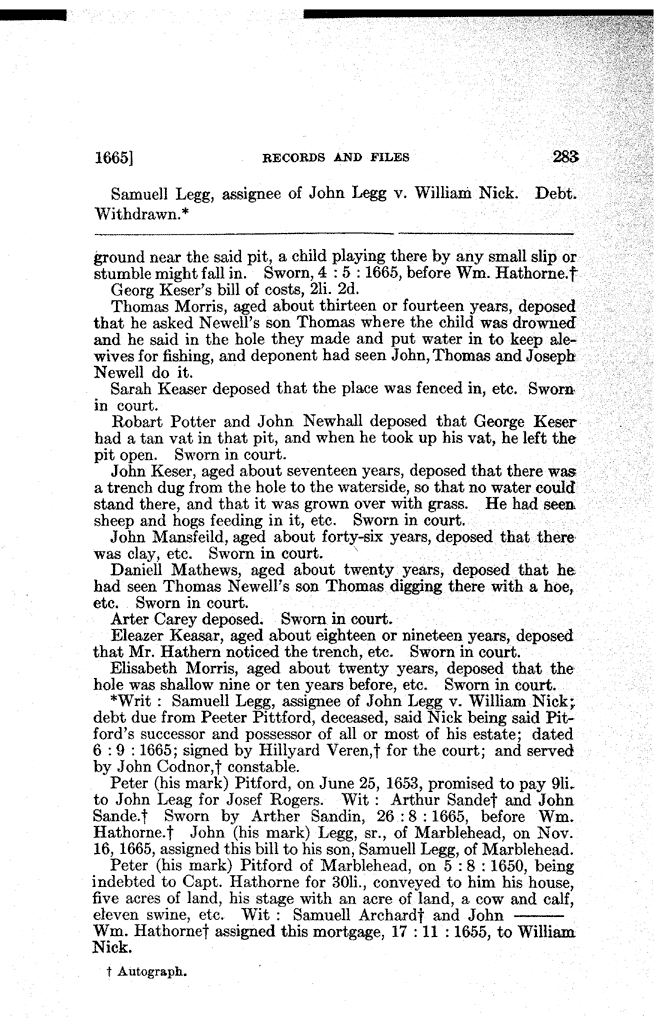 1665] RECORDS AND FILES 283
Samuell Legg, assignee of John Legg v. William Nick. Debt.
Withdrawn.*
ground near the said pit, a child playing there by any small slip or
stumble might fall in. Sworn, 4 : 5 : 1665, before Wm. Hathorne.†
Georg Keser's bill of costs, 2li. 2d.
Thomas Morris, aged about thirteen or fourteen years, deposed
that he asked Newell's son Thomas where the child was drowned
and he said in the hole they made and put water in to keep ale-
wives for fishing, and deponent had seen John, Thomas and Joseph
Newell do it.
Sarah Keaser deposed that the place was fenced in, etc. Sworn
in court.
Robart Potter and John Newhall deposed that George Keser
had a tan vat in that pit, and when he took up his vat, he left the
pit open. Sworn in court.
John Keser, aged about seventeen years, deposed that there was
a trench dug from the hole to the waterside, so that no water could
stand there, and that it was grown over with grass. He had seen
sheep and hogs feeding in it, etc. Sworn in court.
John Mansfeild, aged about forty-six years, deposed that there
was clay, etc. Sworn in court.
Daniell Mathews, aged about twenty years, deposed that he
had seen Thomas Newell's son Thomas digging there with a hoe,
etc. Sworn in court.
Arter Carey deposed. Sworn in court.
Eleazer Keasar, aged about eighteen or nineteen years, deposed
that Mr. Hathern noticed the trench, etc. Sworn in court.
Elisabeth Morris, aged about twenty years, deposed that the
hole was shallow nine or ten years before, etc. Sworn in court.
*Writ : Samuell Legg, assignee of John Legg v. William Nick;
debt due from Peeter Pittford, deceased, said Nick being said Pit-
ford's successor and possessor of all or most of his estate; dated
6 : 9 : 1665; signed by Hillyard Veren,† for the court; and served
by John Codnor,† constable.
Peter (his mark) Pitford, on June 25, 1653, promised to pay 9li.
to John Leag for Josef Rogers. Wit : Arthur Sande† and John
Sande.† Sworn by Arther Sandin, 26 : 8 : 1665, before Wm.
Hathorne.† John (his mark) Legg, sr., of Marblehead, on Nov.
16, 1665, assigned this bill to his son, Samuell Legg, of Marblehead.
Peter (his mark) Pitford of Marblehead, on 5 : 8 : 1650, being
indebted to Capt. Hathorne for 30li., conveyed to him his house,
five acres of land, his stage with an acre of land, a cow and calf,
eleven swine, etc. Wit : Samuell Archard† and John ———
Wm. Hathorne† assigned this mortgage, 17 : 11 : 1655, to William
Nick.
† Autograph.